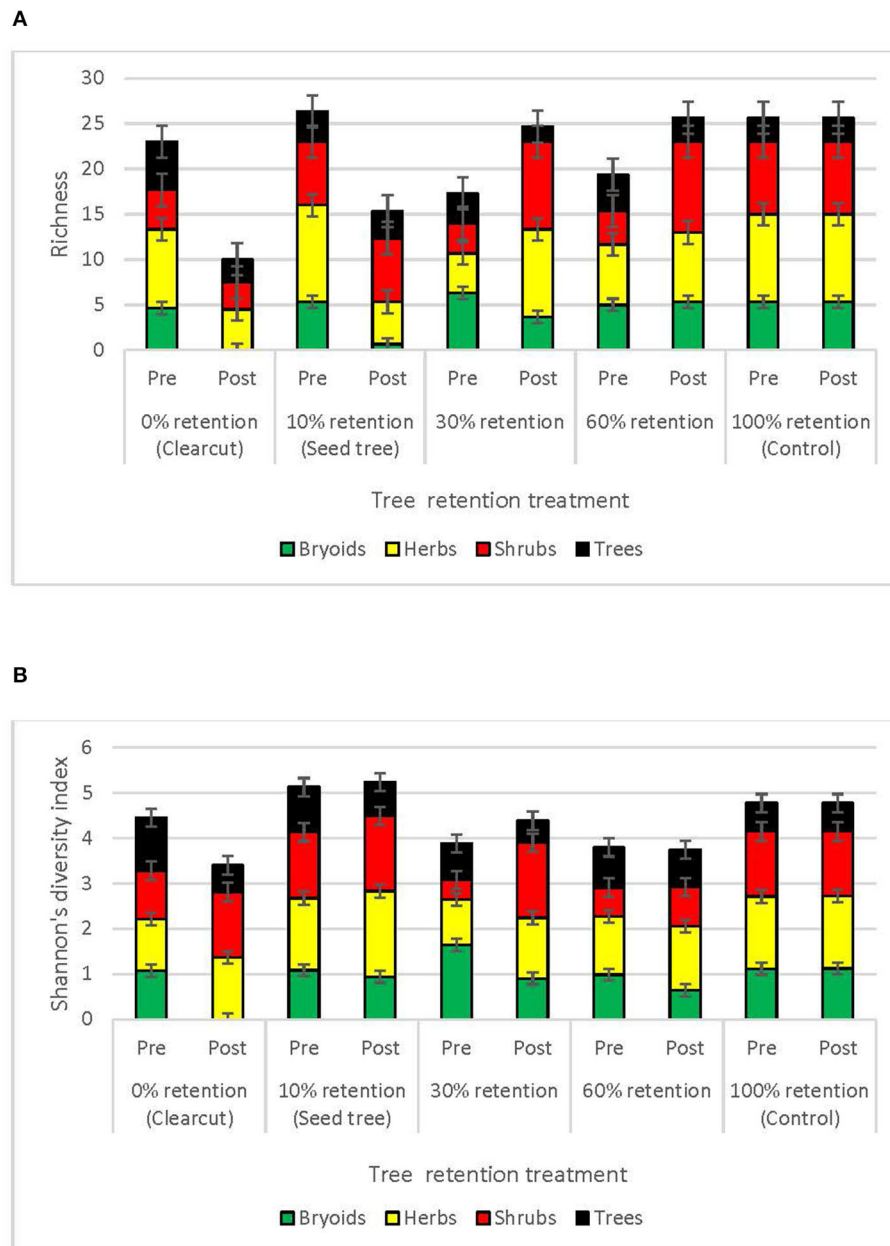 A
Richness
30
25
20
15
10
5
0
Pre Post Pre Post Pre Post Pre Post Pre Post
0% retention 10% retention 30% retention 60% retention 100% retention
(Clearcut) (Seed tree) (Control)
Tree retention treatment
Bryoids Herbs Shrubs Trees
B
Shannon's diversity index
6
5
4
3
2
1
0
Pre Post Pre Post Pre Post Pre Post Pre Post
0% retention 10% retention 30% retention 60% retention 100% retention
(Clearcut) (Seed tree) (Control)
Tree retention treatment
Bryoids Herbs Shrubs Trees